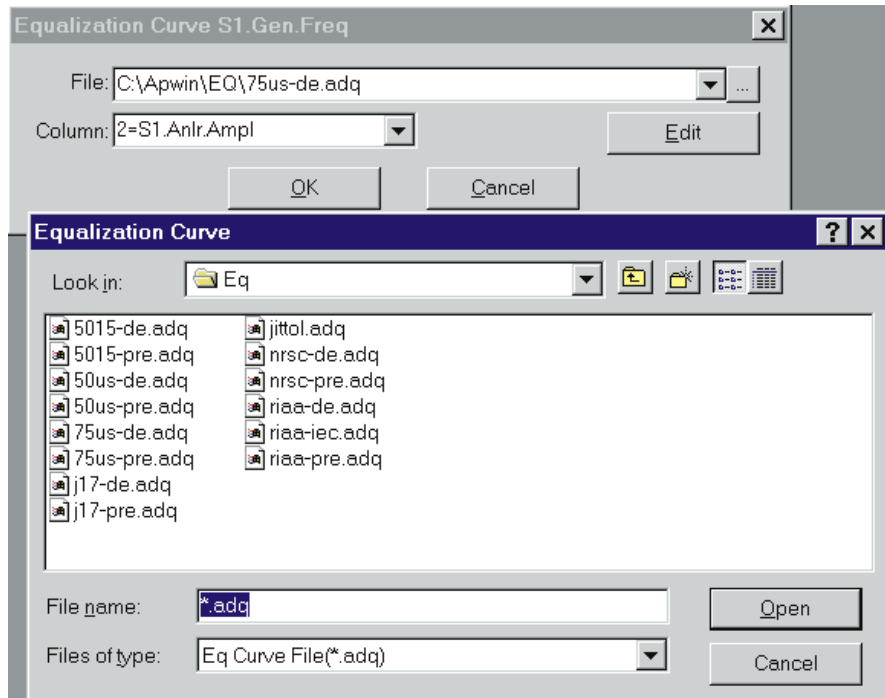 Equalization Curve S1.Gen.Freq
File: C:\Apwin\EQ\75us-de.adq ...
Column: 2=S1.Anlr.Ampl Edit
OK Cancel
Equalization Curve
Look in: Eq
5015-de.adq
5015-pre.adq
50us-de.adq
50us-pre.adq
75us-de.adq
75us-pre.adq
j17-de.adq
j17-pre.adq
jittol.adq
nrsc-de.adq
nrsc-pre.adq
riaa-de.adq
riaa-iec.adq
riaa-pre.adq
File name: *.adq Open
Files of type: Eq Curve File(*.adq) Cancel